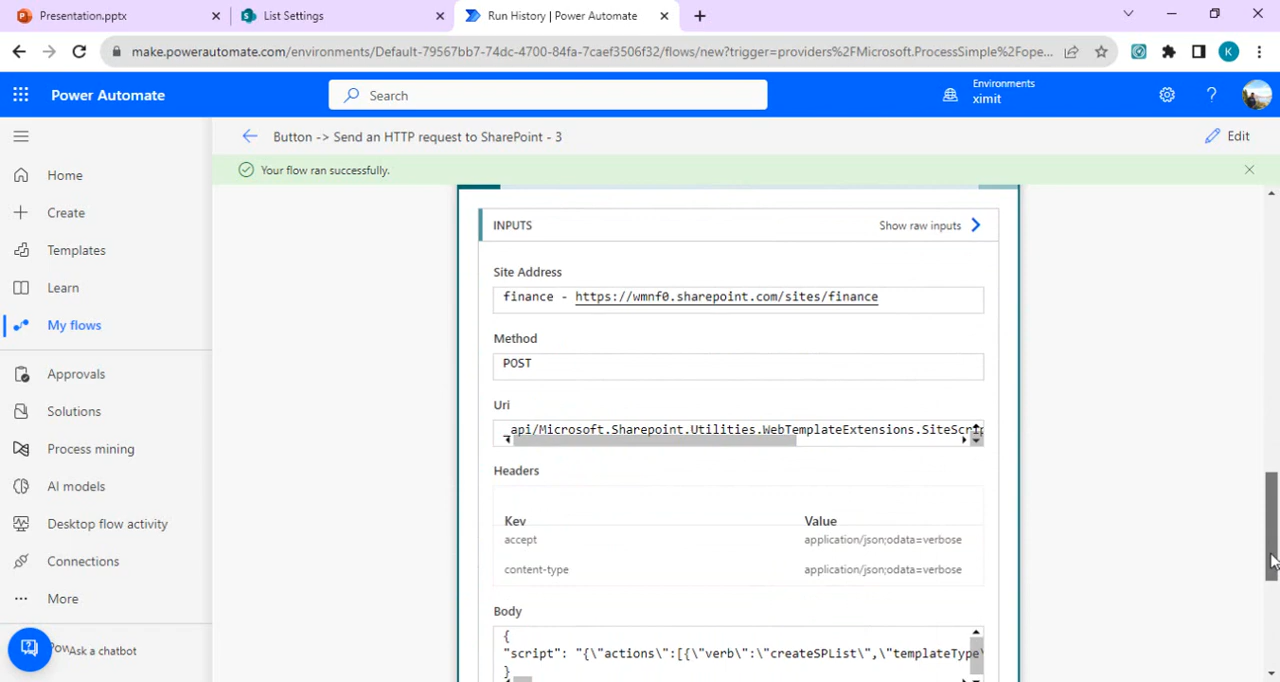 Presentation.pptx
List Settings
Run History | Power Automate
make.powerautomate.com/environments/Default-79567bb7-74dc-4700-84fa-7caef3506f32/flows/new?trigger=providers%2FMicrosoft.ProcessSimple%2Fope...
K
Power Automate
Search
Environments
ximit
Button -> Send an HTTP request to SharePoint - 3
Edit
Your flow ran successfully.
Home
Create
Templates
Learn
My flows
Approvals
Solutions
Process mining
AI models
Desktop flow activity
Connections
More
Ask a chatbot
INPUTS
Show raw inputs
Site Address
finance - https://wmnf0.sharepoint.com/sites/finance
Method
POST
Uri
_api/Microsoft.Sharepoint.Utilities.WebTemplateExtensions.SiteScrip
Headers
Key Value
accept application/json;odata=verbose
content-type application/json;odata=verbose
Body
{
"script": "{\"actions\":[{\"verb\":\"createSPList\",\"templateType\
}